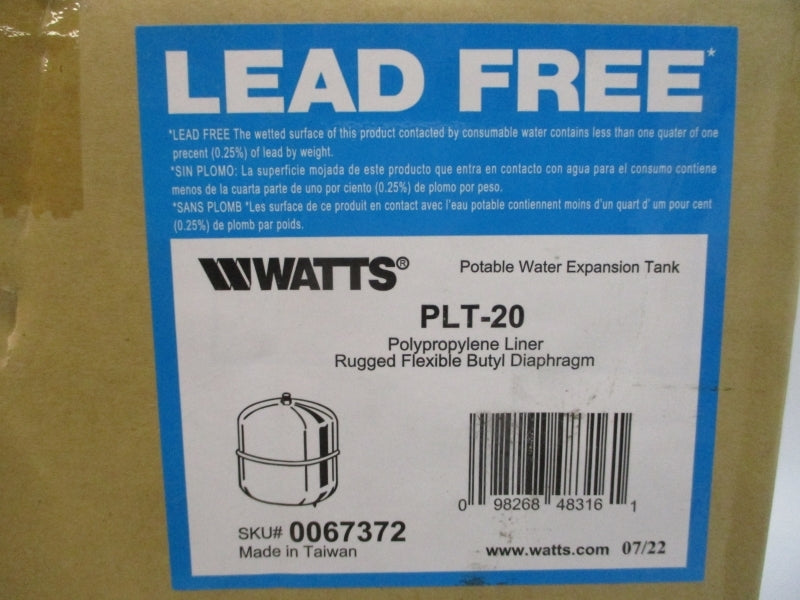 LEAD FREE*
*LEAD FREE The wetted surface of this product contacted by consumable water contains less than one quater of one
precent (0.25%) of lead by weight.
*SIN PLOMO: La superficie mojada de este producto que entra en contacto con agua para el consumo contiene
menos de la cuarta parte de uno por ciento (0.25%) de plomo por peso.
*SANS PLOMB *Les surface de ce produit en contact avec l'eau potable contiennent moins d'un quart d' um pour cent
(0.25%) de plomb par poids.
WATTS®
Potable Water Expansion Tank
PLT-20
Polypropylene Liner
Rugged Flexible Butyl Diaphragm
0 98268 48316 1
SKU# 0067372
Made in Taiwan
www.watts.com 07/22